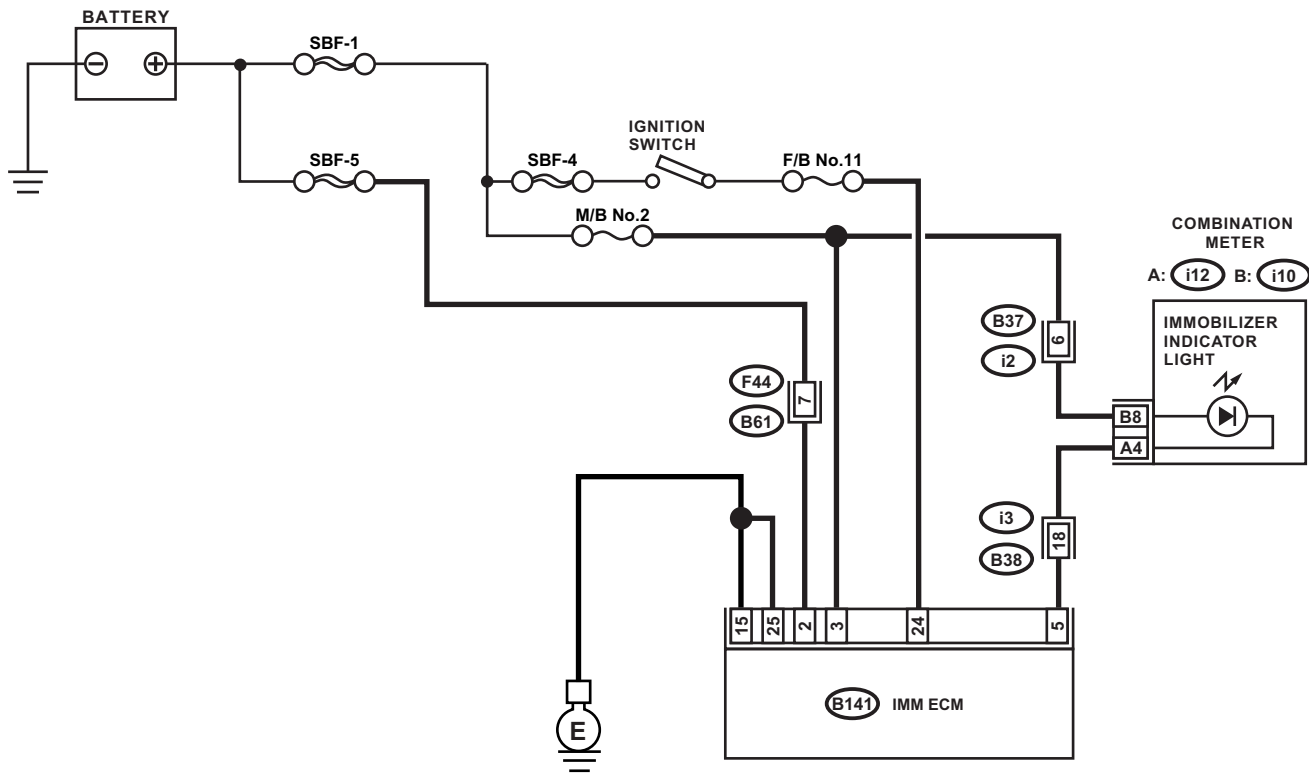 BATTERY
SBF-1
SBF-5
SBF-4
IGNITION
SWITCH
F/B No.11
M/B No.2
COMBINATION
METER
A: i12 B: i10
IMMOBILIZER
INDICATOR
LIGHT
B37
6
i2
F44
7
B61
B8
A4
i3
18
B38
15
25
2
3
24
5
B141 IMM ECM
E